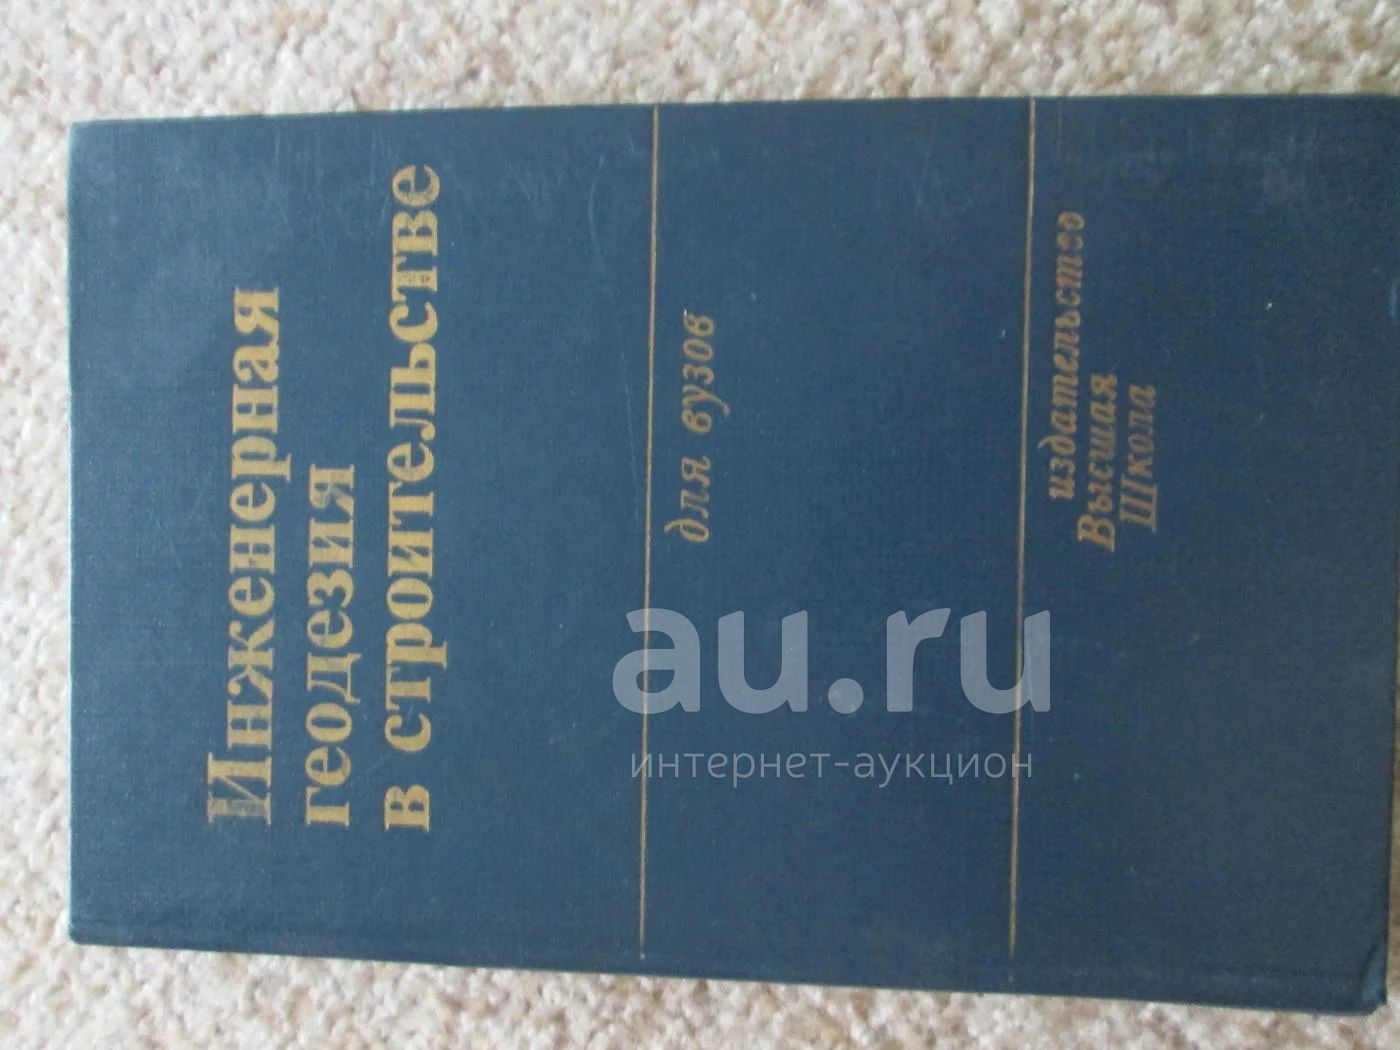 Инженерная
геодезия
в строительстве
для вузов
издательство
Высшая
Школа
au.ru
интернет-аукцион